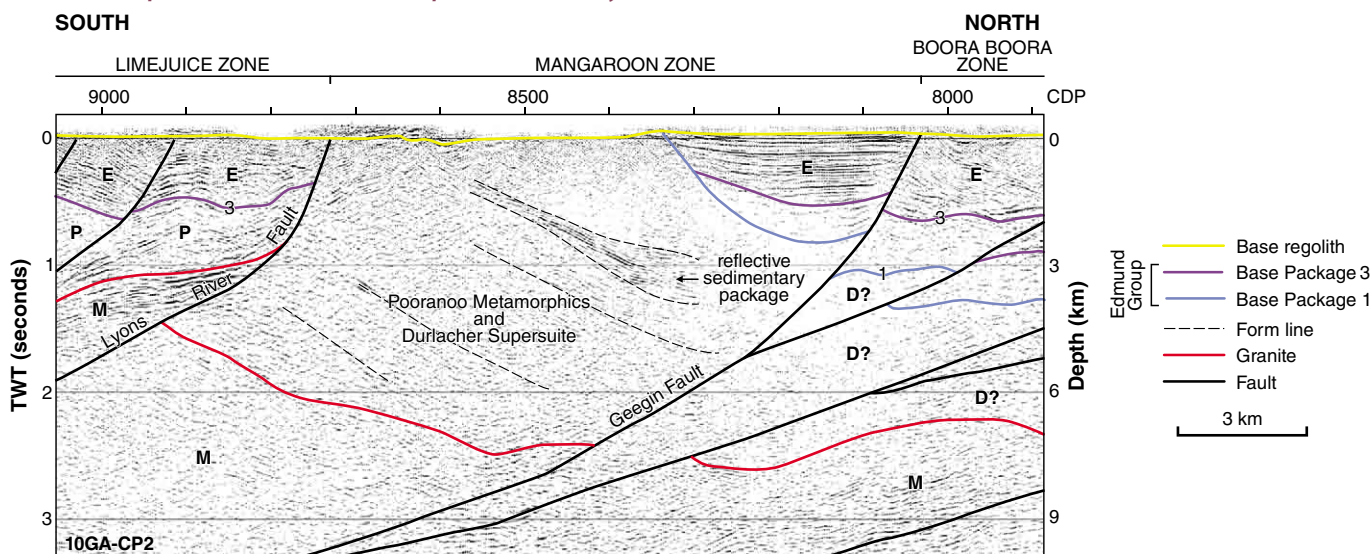 SOUTH
NORTH
LIMEJUICE ZONE
MANGAROON ZONE
BOORA BOORA
ZONE
9000
8500
8000
CDP
0
1
2
3
TWT (seconds)
0
3
6
9
Depth (km)
E
E
E
E
3
3
P
P
M
Lyons River Fault
1
D?
D?
D?
reflective
sedimentary
package
Pooranoo Metamorphics
and
Durlacher Supersuite
Geegin Fault
M
M
10GA-CP2
Edmund
Group
Base regolith
Base Package 3
Base Package 1
Form line
Granite
Fault
3 km